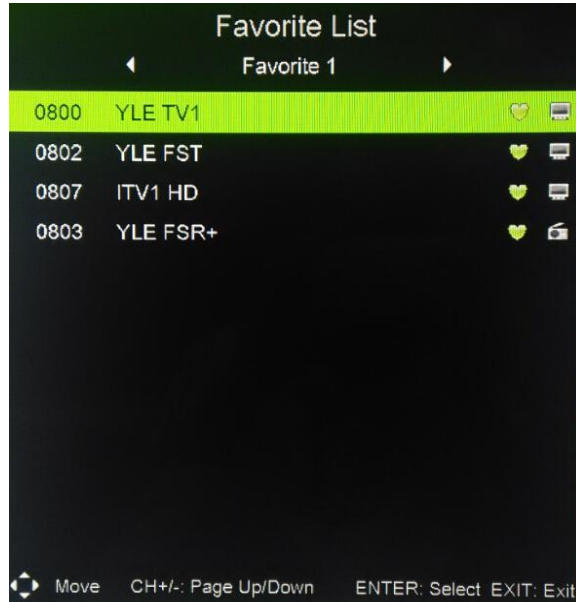 Favorite List
Favorite 1
0800 YLE TV1
0802 YLE FST
0807 ITV1 HD
0803 YLE FSR+
Move CH+/-: Page Up/Down ENTER: Select EXIT: Exit